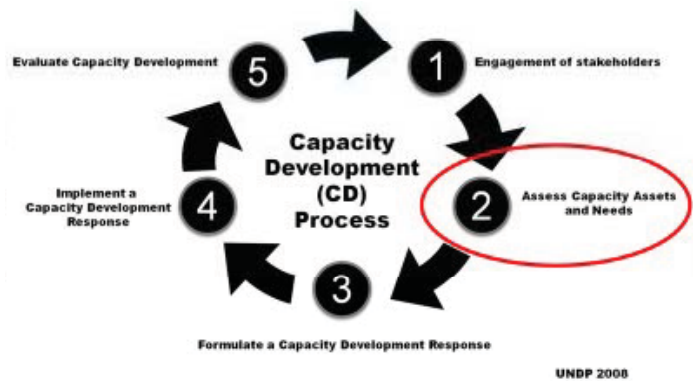 Evaluate Capacity Development
5
1
Engagement of stakeholders
Capacity
Development
(CD)
Process
2
Assess Capacity Assets
and Needs
3
Formulate a Capacity Development Response
4
Implement a
Capacity Development
Response
UNDP 2008